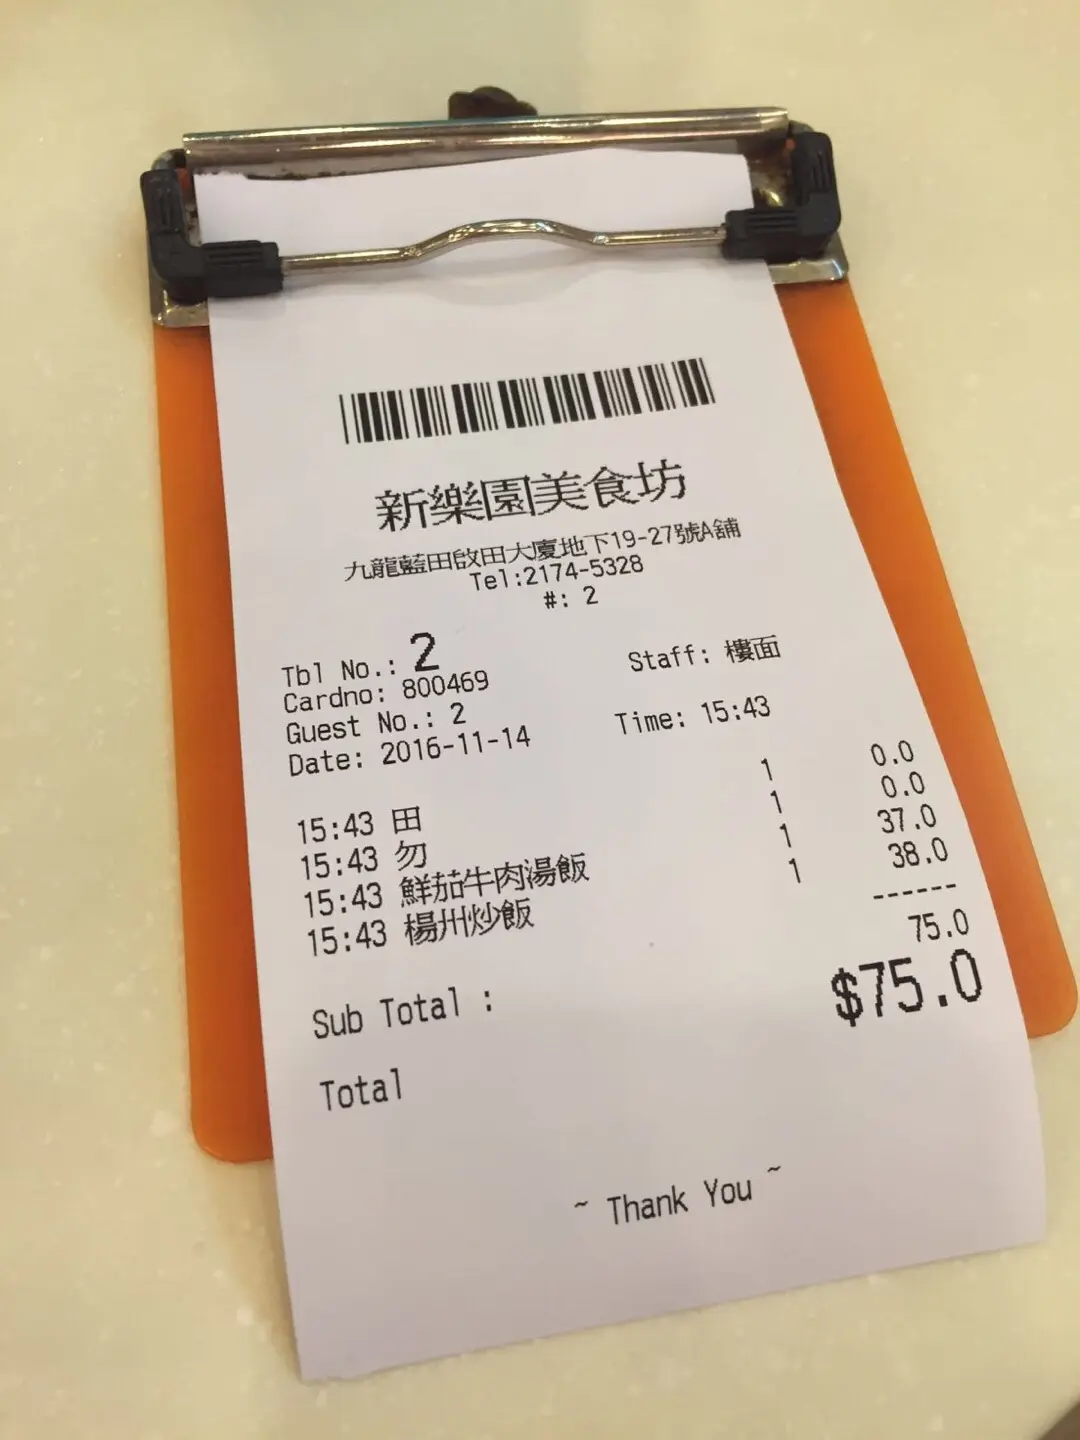 新樂園美食坊
九龍藍田啟田大廈地下19-27號A舖
Tel:2174-5328
#: 2
Tbl No.: 2 Staff: 樓面
Cardno: 800469
Guest No.: 2
Date: 2016-11-14 Time: 15:43
15:43 田 1 0.0
15:43 勿 1 0.0
15:43 鮮茄牛肉湯飯 1 37.0
15:43 楊州炒飯 1 38.0
------
Sub Total : 75.0
Total $75.0
~ Thank You ~